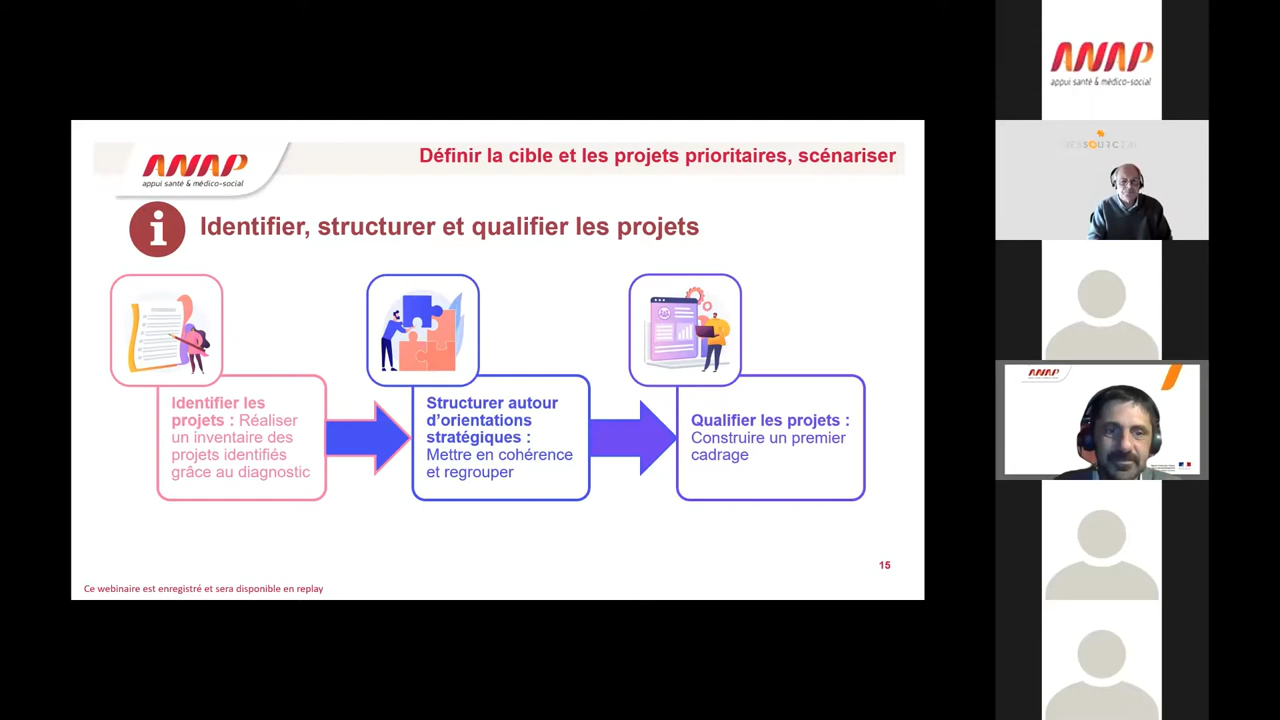 ANAP
appui santé & médico-social
Définir la cible et les projets prioritaires, scénariser
Identifier, structurer et qualifier les projets
Identifier les
projets : Réaliser
un inventaire des
projets identifiés
grâce au diagnostic
Structurer autour
d’orientations
stratégiques :
Mettre en cohérence
et regrouper
Qualifier les projets :
Construire un premier
cadrage
15
Ce webinaire est enregistré et sera disponible en replay
ANAP
appui santé & médico-social
RESSOURCIAL
ANAP